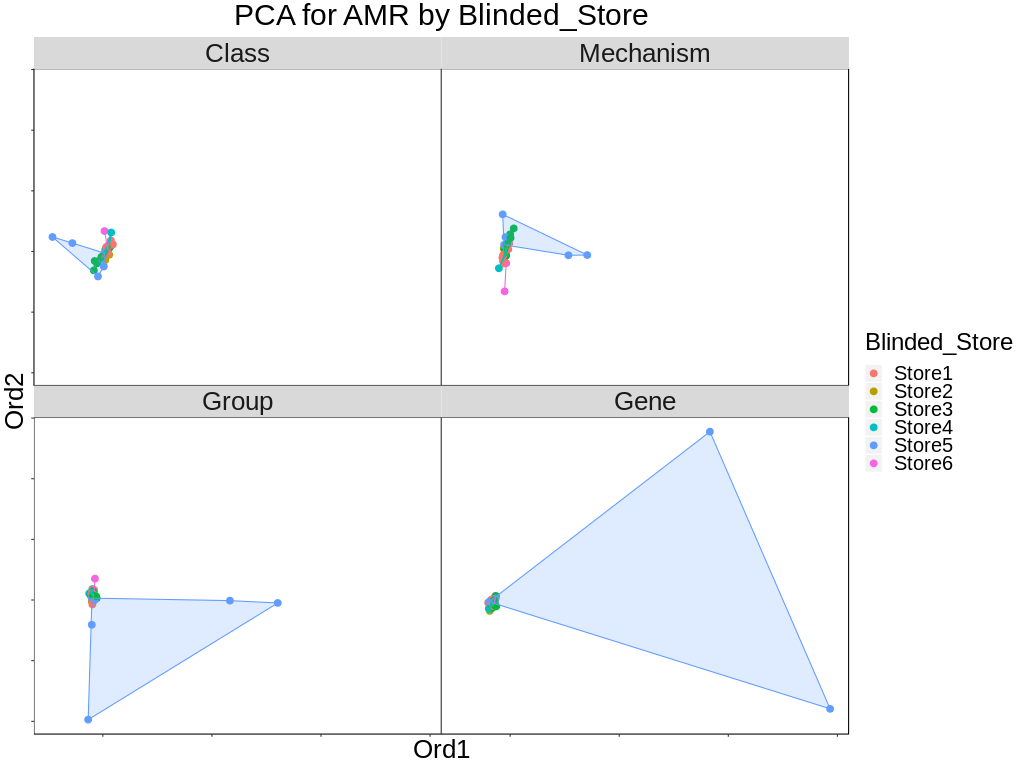 PCA for AMR by Blinded_Store
Class
Mechanism
Group
Gene
Ord2
Ord1
Blinded_Store
Store1
Store2
Store3
Store4
Store5
Store6